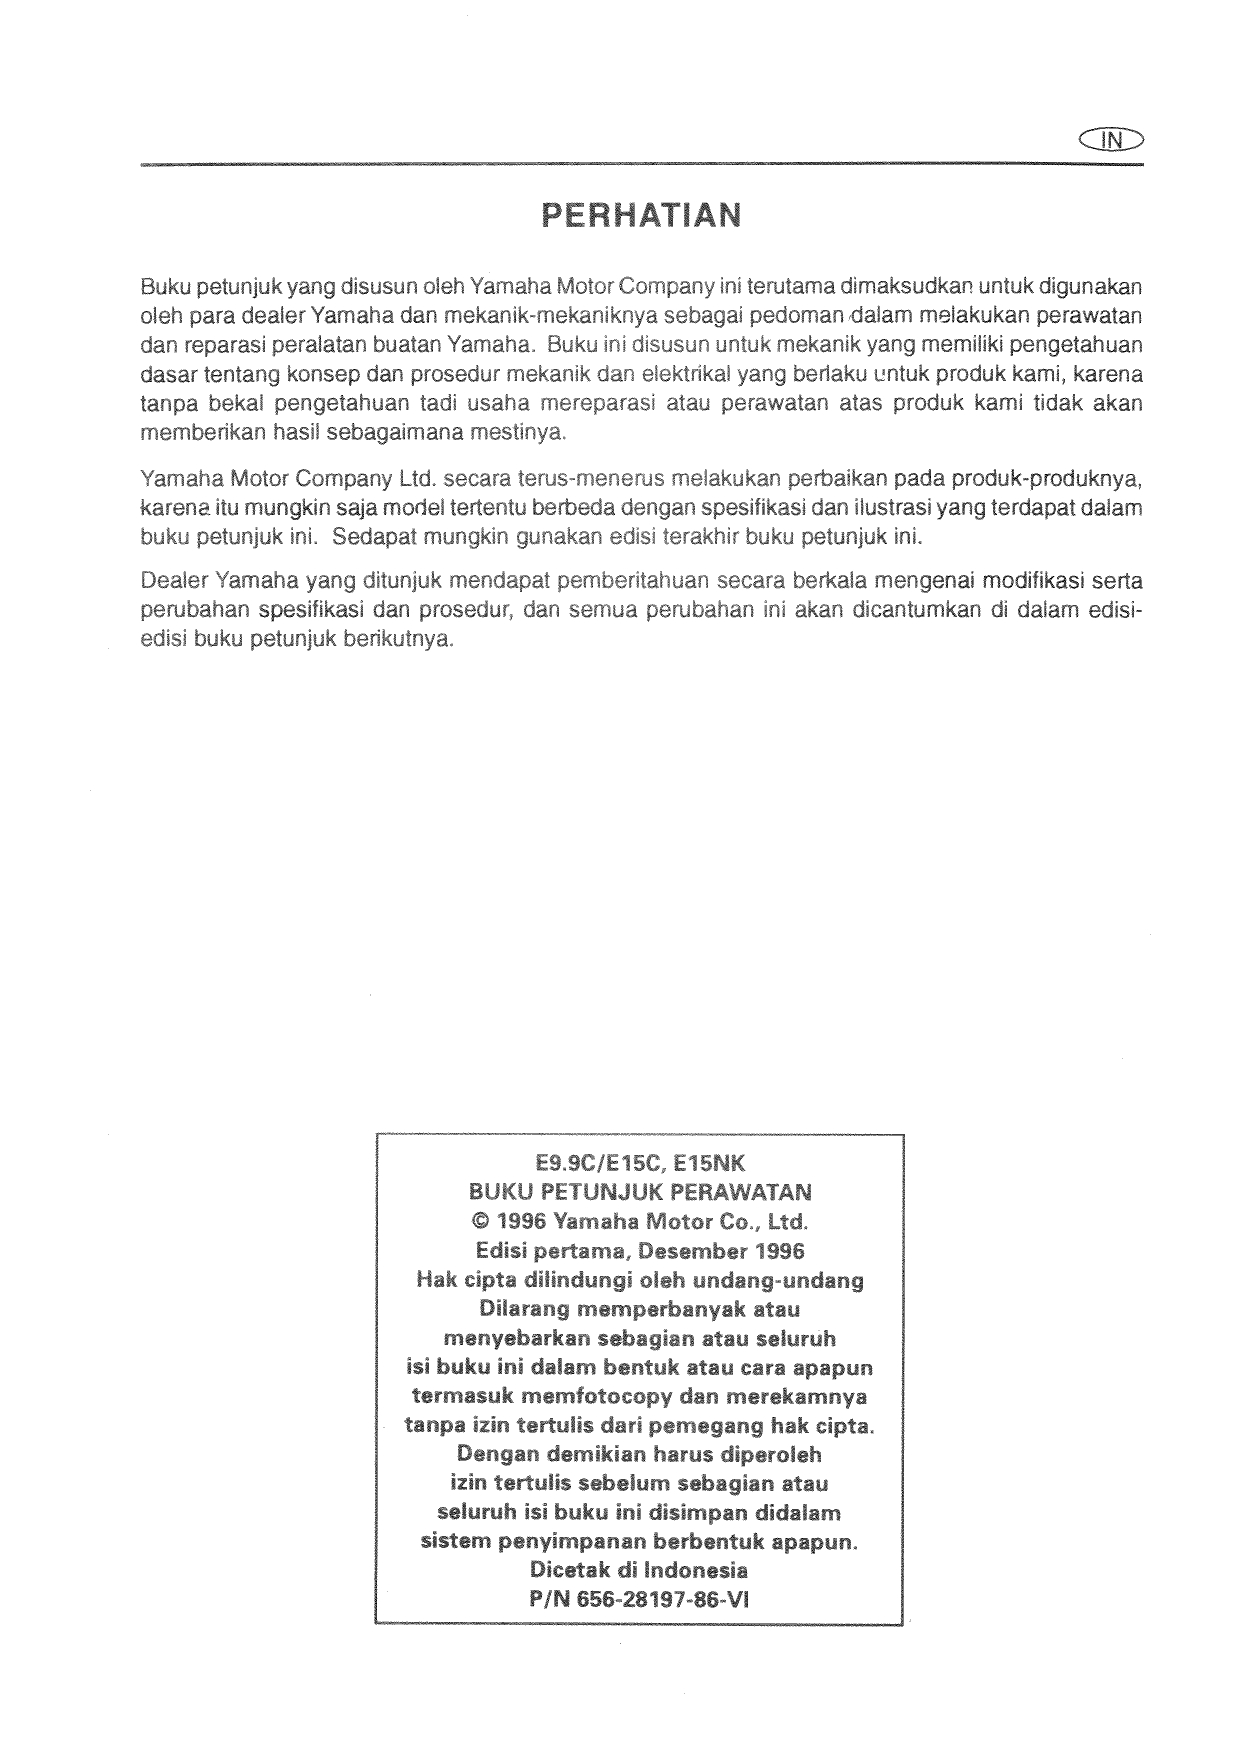 IN
PERHATIAN
Buku petunjuk yang disusun oleh Yamaha Motor Company ini terutama dimaksudkan untuk digunakan
oleh para dealer Yamaha dan mekanik-mekaniknya sebagai pedoman dalam melakukan perawatan
dan reparasi peralatan buatan Yamaha. Buku ini disusun untuk mekanik yang memiliki pengetahuan
dasar tentang konsep dan prosedur mekanik dan elektrikal yang berlaku untuk produk kami, karena
tanpa bekal pengetahuan tadi usaha mereparasi atau perawatan atas produk kami tidak akan
memberikan hasil sebagaimana mestinya.
Yamaha Motor Company Ltd. secara terus-menerus melakukan perbaikan pada produk-produknya,
karena itu mungkin saja model tertentu berbeda dengan spesifikasi dan ilustrasi yang terdapat dalam
buku petunjuk ini. Sedapat mungkin gunakan edisi terakhir buku petunjuk ini.
Dealer Yamaha yang ditunjuk mendapat pemberitahuan secara berkala mengenai modifikasi serta
perubahan spesifikasi dan prosedur, dan semua perubahan ini akan dicantumkan di dalam edisi-
edisi buku petunjuk berikutnya.
E9.9C/E15C, E15NK
BUKU PETUNJUK PERAWATAN
© 1996 Yamaha Motor Co., Ltd.
Edisi pertama, Desember 1996
Hak cipta dilindungi oleh undang-undang
Dilarang memperbanyak atau
menyebarkan sebagian atau seluruh
isi buku ini dalam bentuk atau cara apapun
termasuk memfotocopy dan merekamnya
tanpa izin tertulis dari pemegang hak cipta.
Dengan demikian harus diperoleh
izin tertulis sebelum sebagian atau
seluruh isi buku ini disimpan didalam
sistem penyimpanan berbentuk apapun.
Dicetak di Indonesia
P/N 656-28197-86-VI